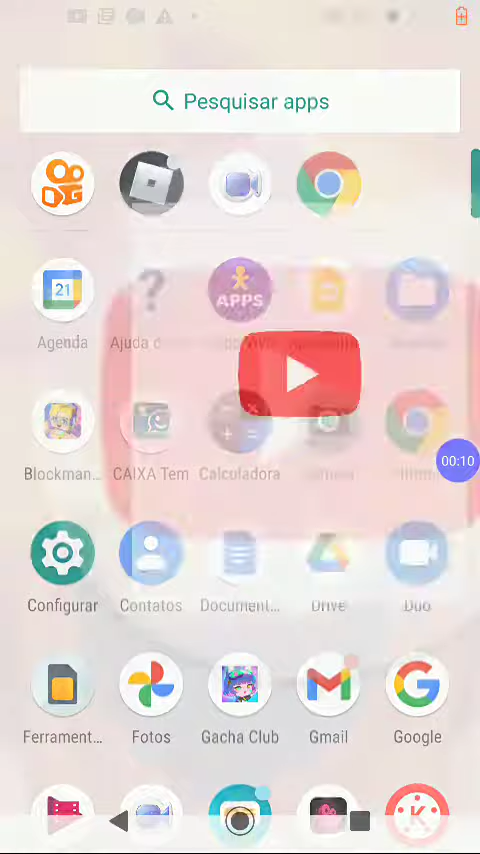 Pesquisar apps
21
APPS
Agenda
Ajuda d
Blockman...
CAIXA Tem
Calculadora
00:10
Configurar
Contatos
Document...
Drive
Duo
Ferrament...
Fotos
Gacha Club
Gmail
Google
K